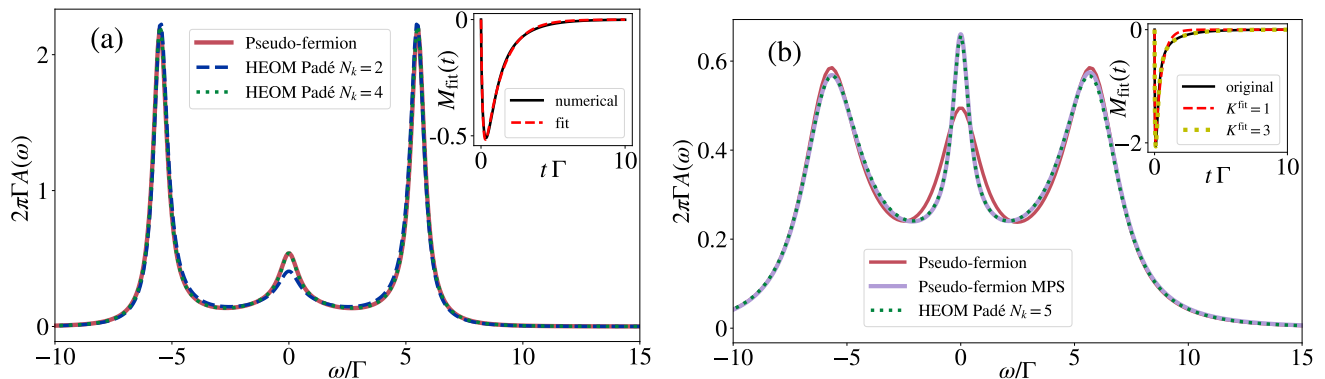 (a)
Pseudo-fermion
HEOM Padé N_k = 2
HEOM Padé N_k = 4
2πΓA(ω)
2
1
0
−10
−5
0
5
10
15
ω/Γ
M_fit(t)
0
-0.5
numerical
fit
0
10
t Γ
(b)
Pseudo-fermion
Pseudo-fermion MPS
HEOM Padé N_k = 5
2πΓA(ω)
0.6
0.4
0.2
0
−10
−5
0
5
10
15
ω/Γ
M_fit(t)
0
−2
original
K^fit = 1
K^fit = 3
0
10
t Γ